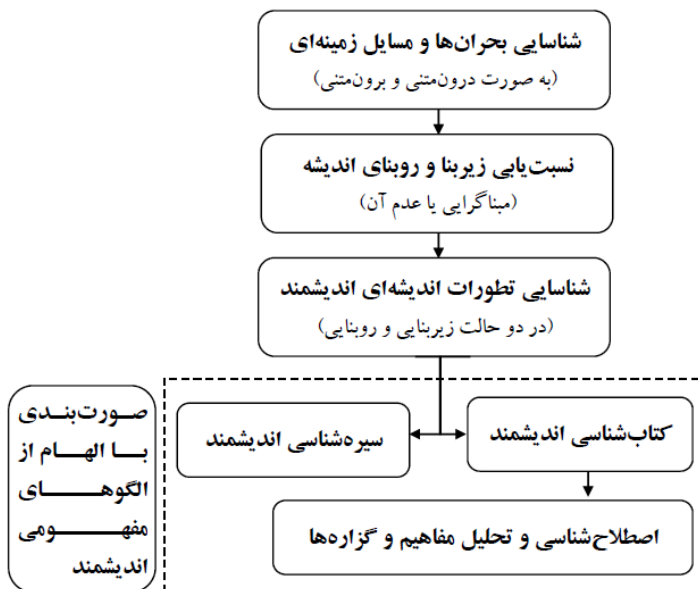 شناسایی بحران‌ها و مسایل زمینه‌ای
(به صورت درون‌متنی و برون‌متنی)
نسبت‌یابی زیربنا و روبنای اندیشه
(مبناگرایی یا عدم آن)
شناسایی تطورات اندیشه‌ای اندیشمند
(در دو حالت زیربنایی و روبنایی)
کتاب‌شناسی اندیشمند
سیره‌شناسی اندیشمند
اصطلاح‌شناسی و تحلیل مفاهیم و گزاره‌ها
صورت‌بندی
با الهام از
الگوهای
مفهومی
اندیشمند